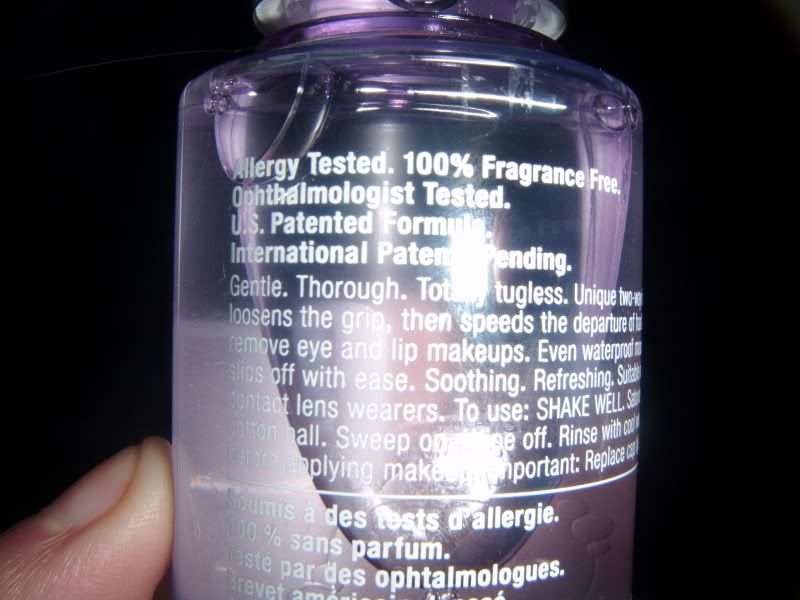 Allergy Tested. 100% Fragrance Free.
Ophthalmologist Tested.
U.S. Patented Formula.
International Patent Pending.
Gentle. Thorough. Totally tugless. Unique
loosens the grip, then speeds the departure of
remove eye and lip makeups. Even waterproof
slips off with ease. Soothing. Refreshing. Suitable
contact lens wearers. To use: SHAKE WELL.
cotton ball. Sweep on. Wipe off. Rinse with cool
before applying makeup. Important: Replace cap
Soumis à des tests d'allergie.
100 % sans parfum.
Testé par des ophtalmologues.
Brevet américain